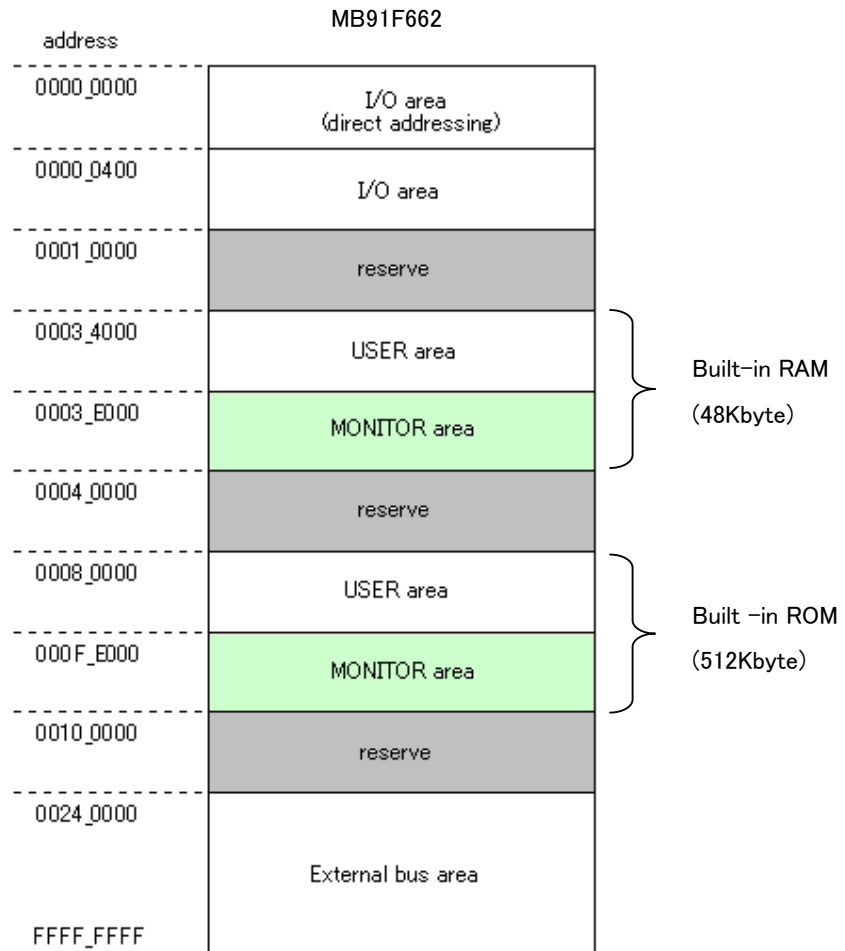 MB91F662
address
0000_0000
I/O area
(direct addressing)
0000_0400
I/O area
0001_0000
reserve
0003_4000
USER area
Built-in RAM
(48Kbyte)
0003_E000
MONITOR area
0004_0000
reserve
0008_0000
USER area
Built -in ROM
(512Kbyte)
000F_E000
MONITOR area
0010_0000
reserve
0024_0000
External bus area
FFFF_FFFF